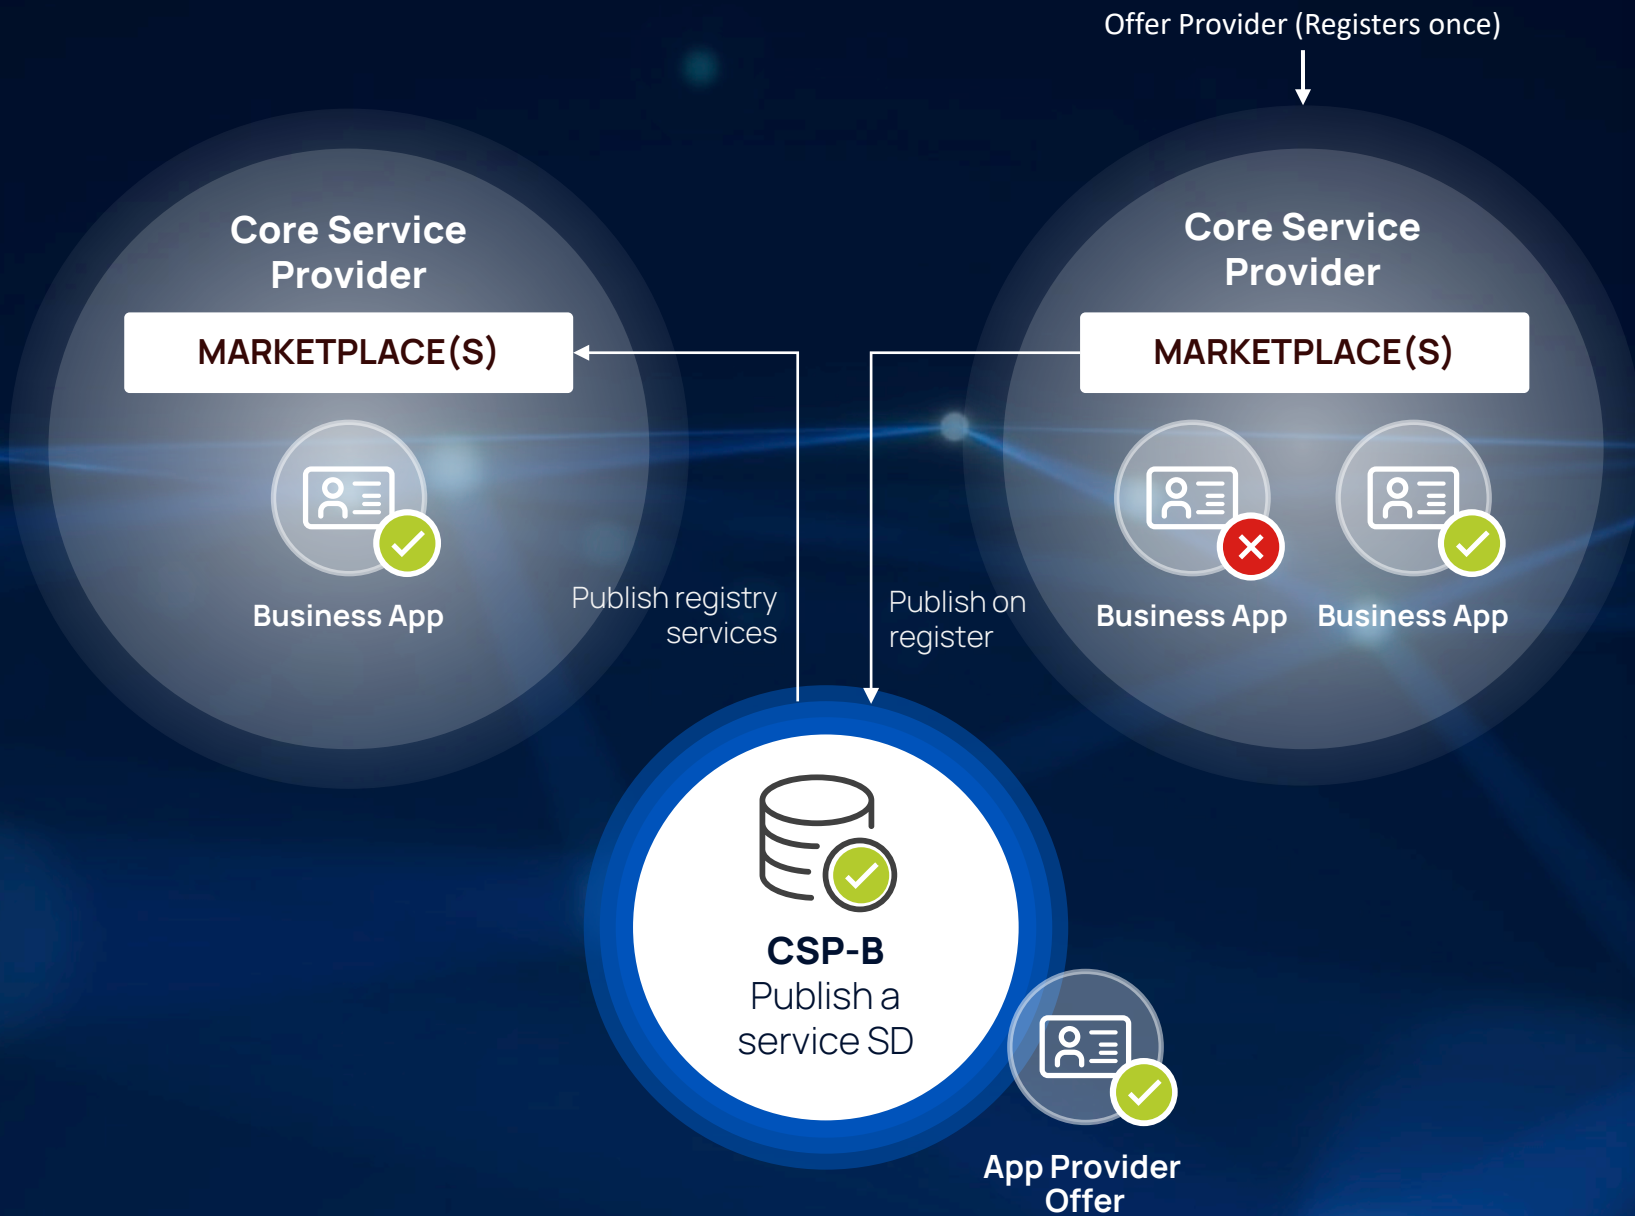 Offer Provider (Registers once)
Core Service
Provider
MARKETPLACE(S)
Business App
Core Service
Provider
MARKETPLACE(S)
Business App
Business App
Publish registry
services
Publish on
register
CSP-B
Publish a
service SD
App Provider
Offer